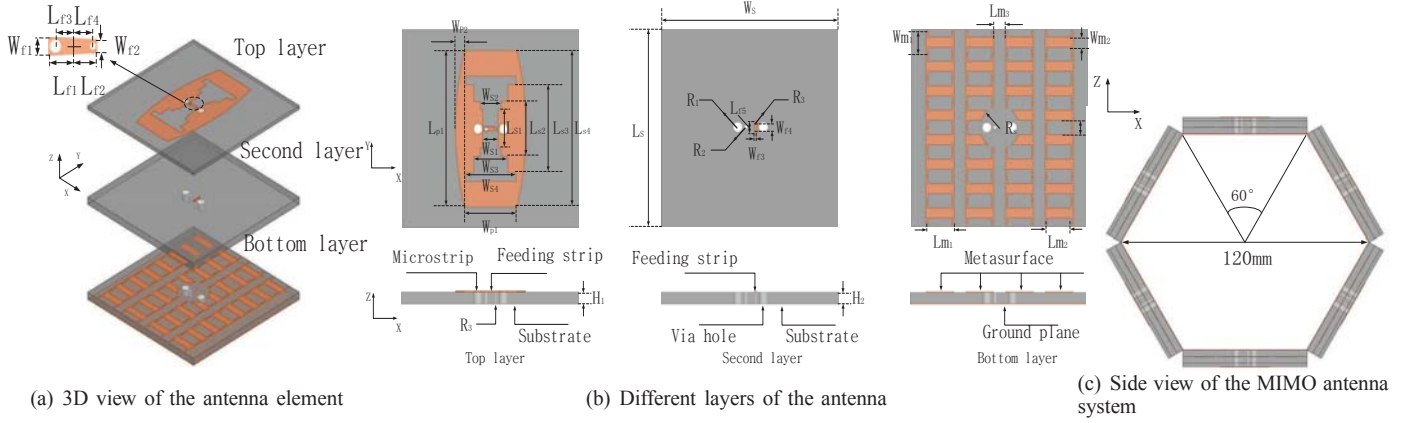 Lf3 Lf4
Wf1
Wf2
Lf1 Lf2
Top layer
Second layer
Bottom layer
Z
Y
X
WP2
WS2
Lp1
LS1
Ls2
Ls3
Ls4
WS1
WS3
WS4
Wp1
Y
X
Microstrip
Feeding strip
Z
X
H1
R3
Substrate
Top layer
WS
LS
R1
Lf5
R3
Wf4
R2
Wf3
Feeding strip
H2
Via hole
Substrate
Second layer
Lm3
Wm1
Wm2
R
Lm1
Lm2
Metasurface
Ground plane
Bottom layer
Z
X
60°
120mm
(a) 3D view of the antenna element
(b) Different layers of the antenna
(c) Side view of the MIMO antenna
system